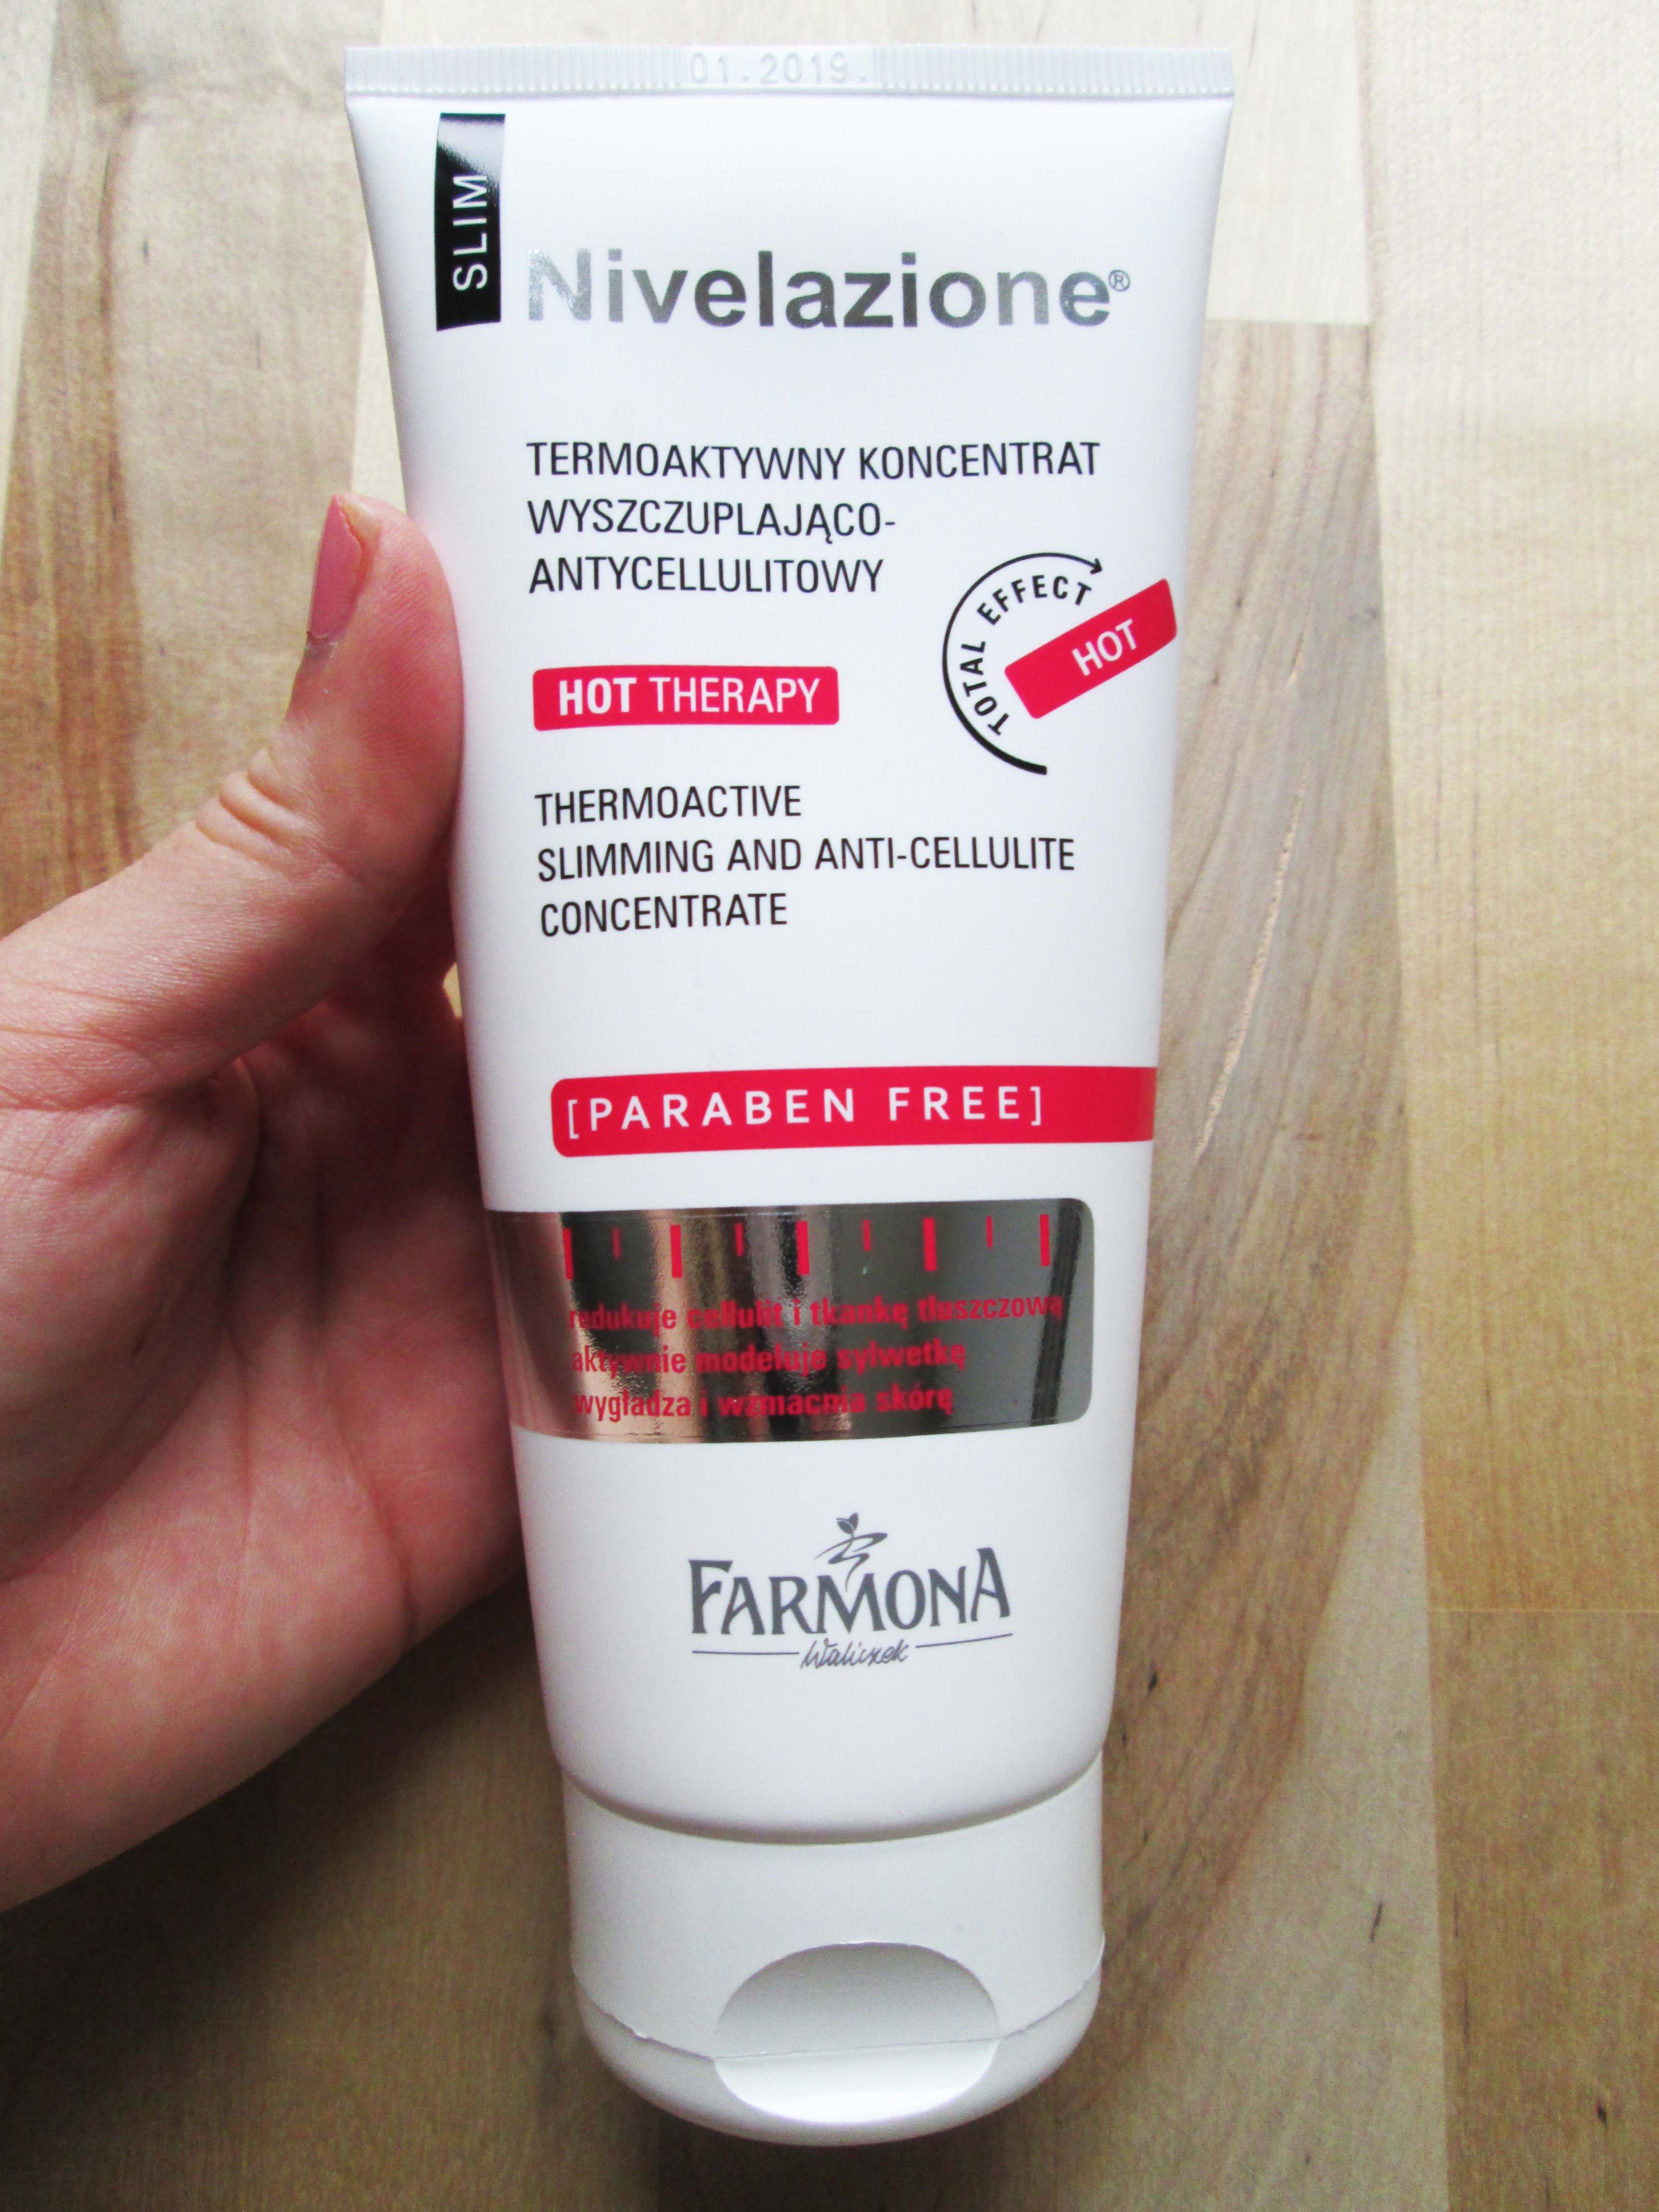 01.2019.
SLIM
Nivelazione®
TERMOAKTYWNY KONCENTRAT
WYSZCZUPLAJĄCO-
ANTYCELLULITOWY
TOTAL EFFECT
HOT
HOT THERAPY
THERMOACTIVE
SLIMMING AND ANTI-CELLULITE
CONCENTRATE
[PARABEN FREE]
redukuje cellulit i tkankę tłuszczową
aktywnie modeluje sylwetkę
wygładza i wzmacnia skórę
FARMONA
Waliczek